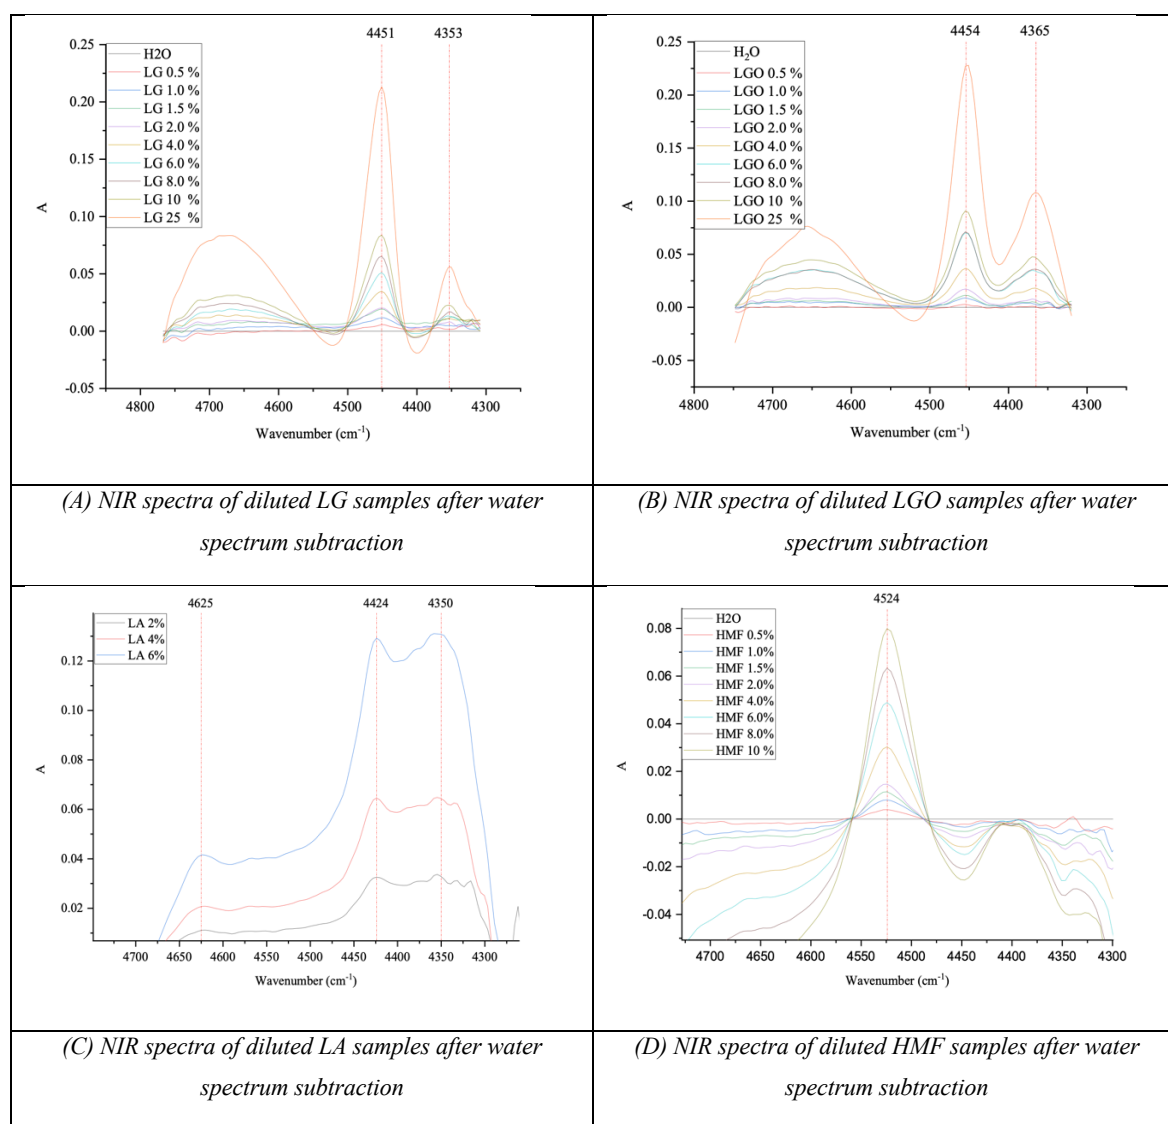 4451 4353
0.25
0.20
0.15
0.10
0.05
0.00
-0.05
A
H2O
LG 0.5 %
LG 1.0 %
LG 1.5 %
LG 2.0 %
LG 4.0 %
LG 6.0 %
LG 8.0 %
LG 10 %
LG 25 %
4800 4700 4600 4500 4400 4300
Wavenumber (cm⁻¹)
4454 4365
0.25
0.20
0.15
0.10
0.05
0.00
-0.05
A
H₂O
LGO 0.5 %
LGO 1.0 %
LGO 1.5 %
LGO 2.0 %
LGO 4.0 %
LGO 6.0 %
LGO 8.0 %
LGO 10 %
LGO 25 %
4800 4700 4600 4500 4400 4300
Wavenumber (cm⁻¹)
(A) NIR spectra of diluted LG samples after water
spectrum subtraction
(B) NIR spectra of diluted LGO samples after water
spectrum subtraction
4625 4424 4350
LA 2%
LA 4%
LA 6%
0.12
0.10
0.08
0.06
0.04
0.02
A
4700 4650 4600 4550 4500 4450 4400 4350 4300
Wavenumber (cm⁻¹)
4524
H2O
HMF 0.5%
HMF 1.0%
HMF 1.5%
HMF 2.0%
HMF 4.0%
HMF 6.0%
HMF 8.0%
HMF 10 %
0.08
0.06
0.04
0.02
0.00
-0.02
-0.04
A
4700 4650 4600 4550 4500 4450 4400 4350 4300
Wavenumber (cm⁻¹)
(C) NIR spectra of diluted LA samples after water
spectrum subtraction
(D) NIR spectra of diluted HMF samples after water
spectrum subtraction